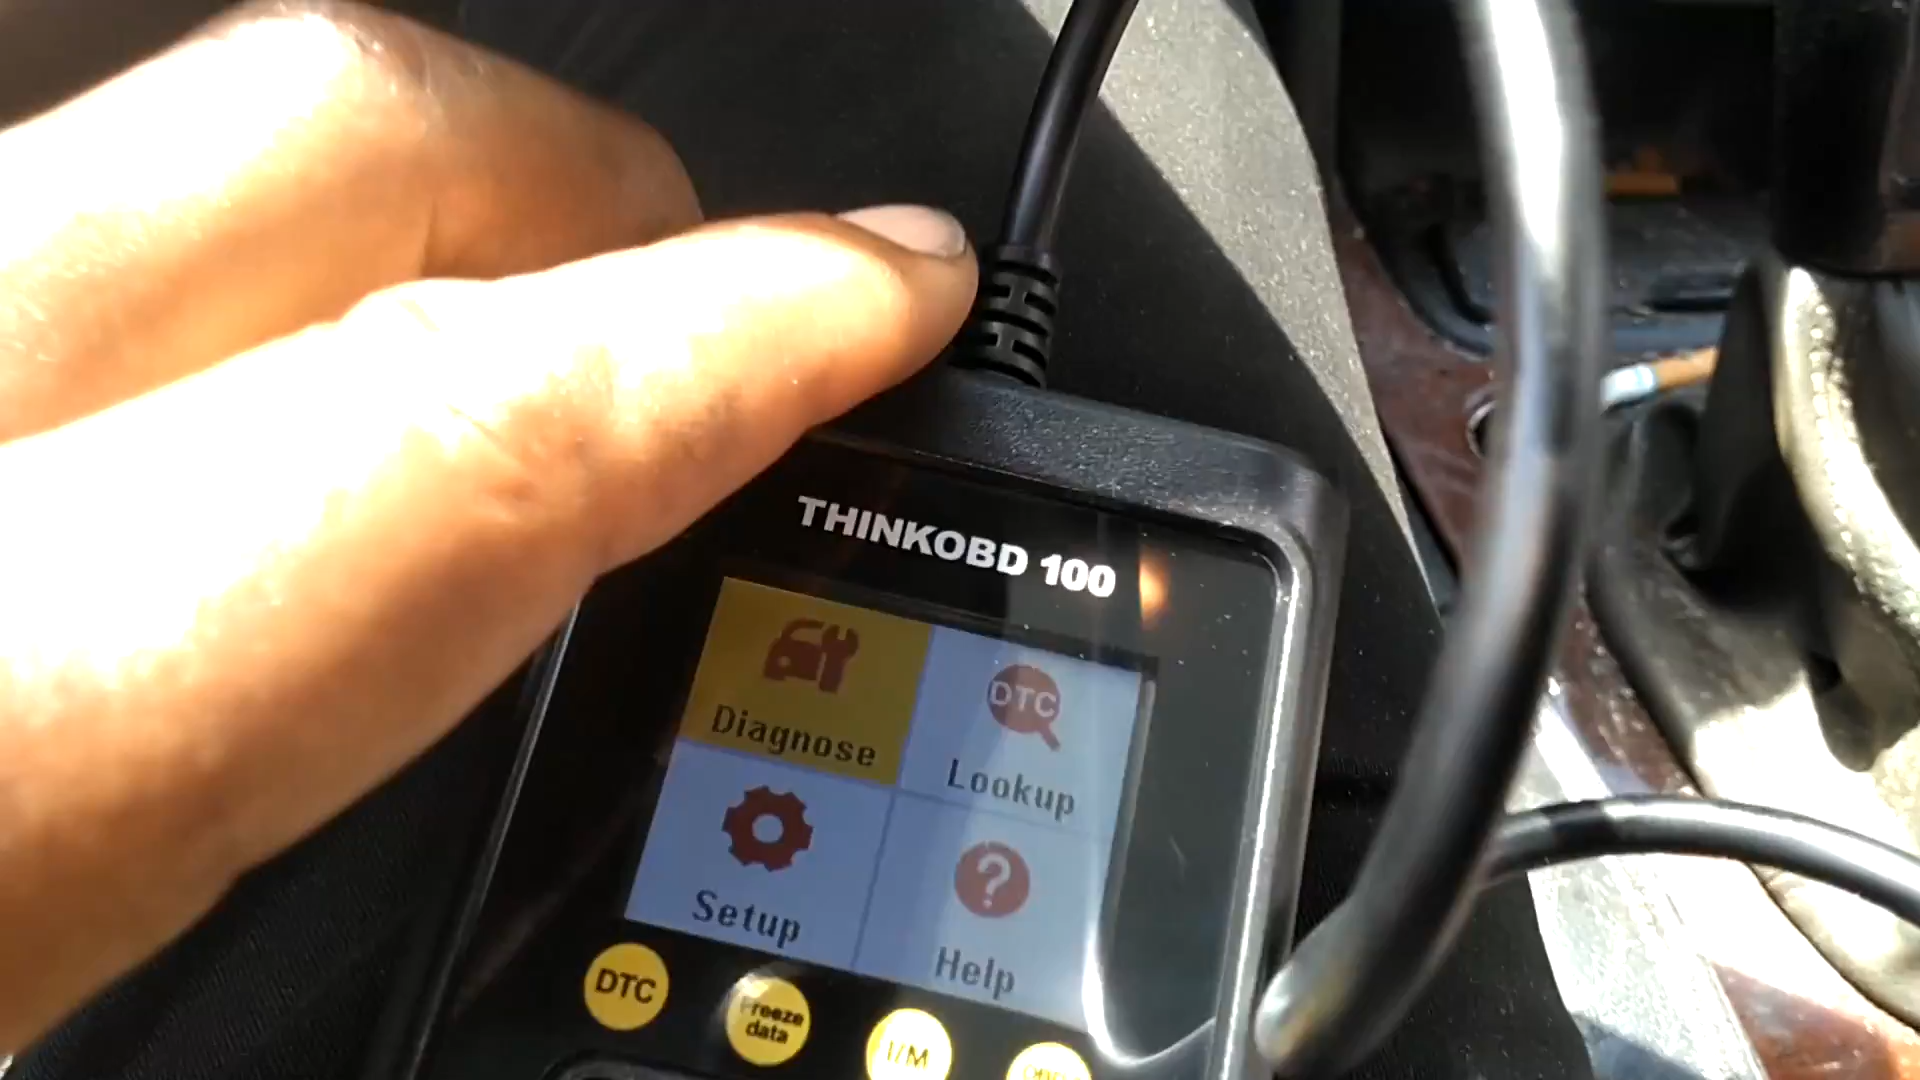 THINKOBD 100
Diagnose
DTC
Lookup
Setup
?
Help
DTC
Freeze
data
I/M